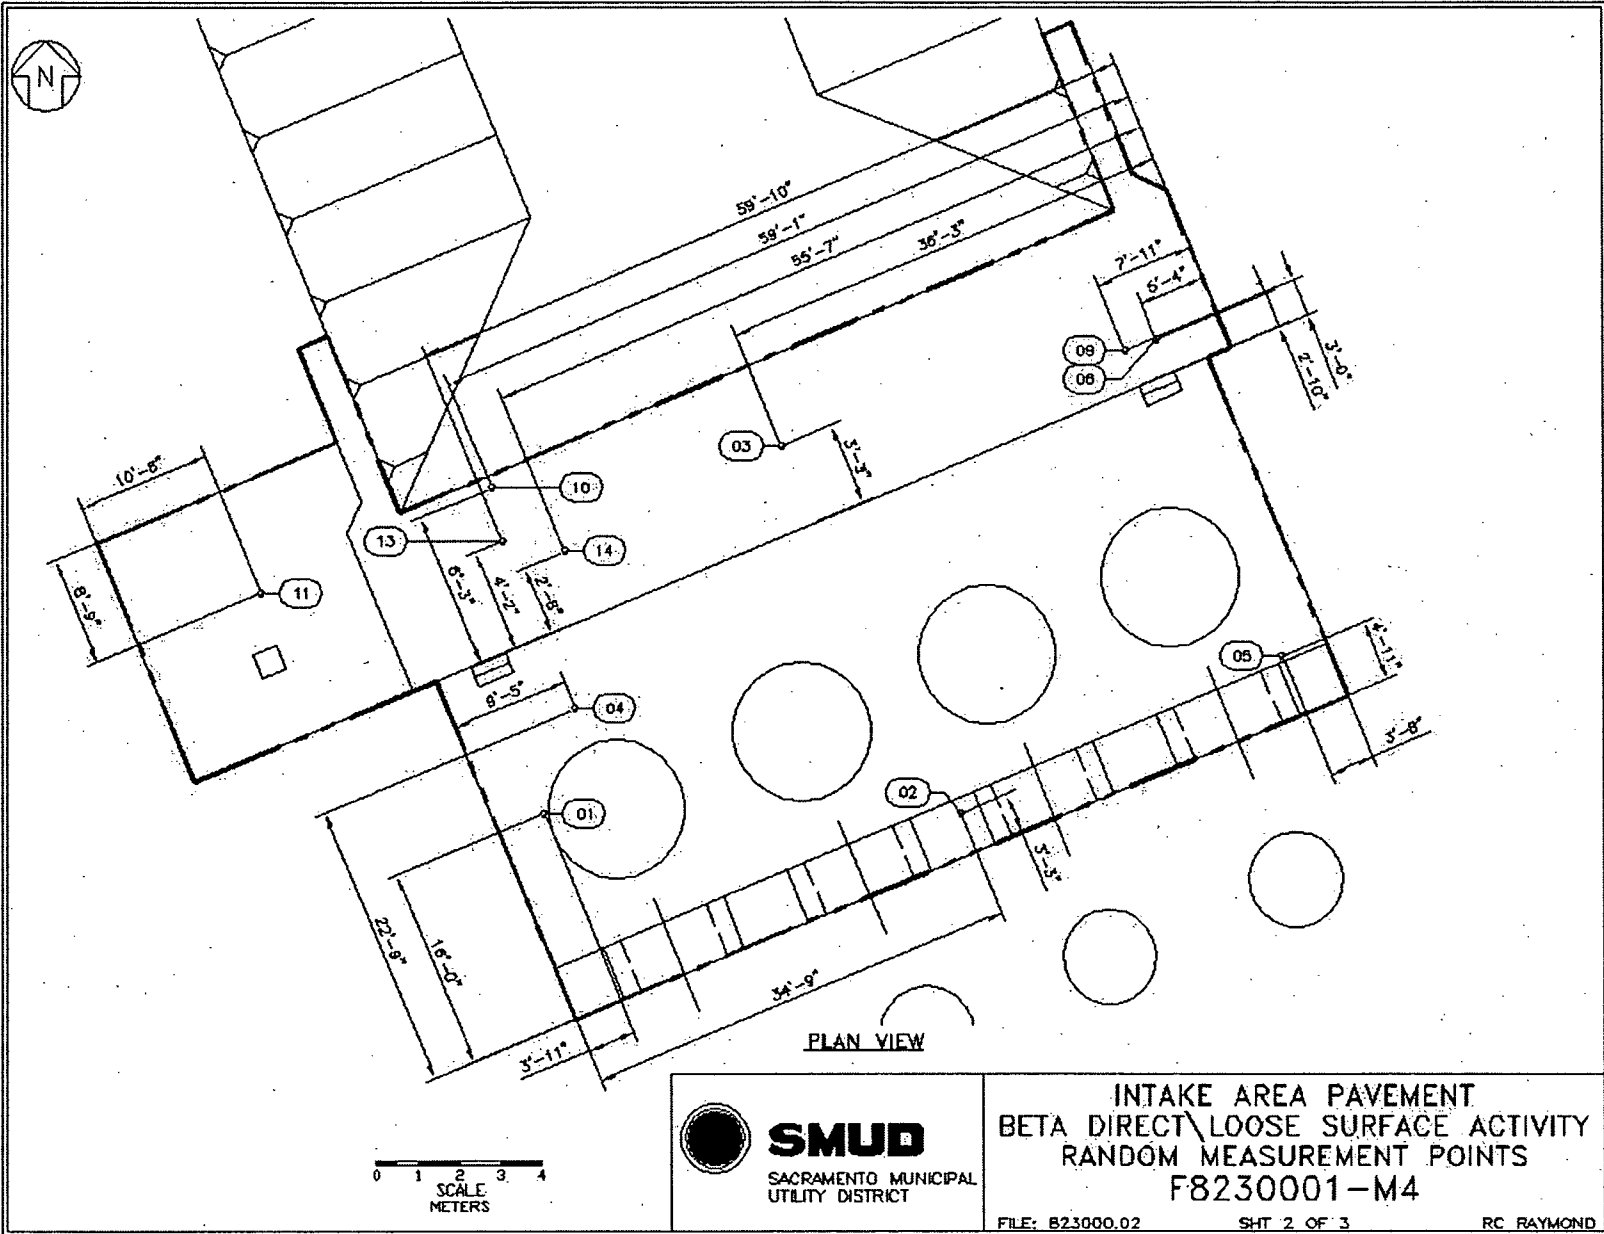 N
59'-10"
59'-1"
55'-7"
36'-3"
7'-11"
6'-4"
09
06
3'-0"
2'-10"
03
3'-3"
10'-8"
10
13
14
8'-9"
11
6'-3"
4'-2"
2'-8"
05
4'-11"
9'-5"
04
3'-8"
01
02
22'-9"
16'-0"
34'-9"
3'-11"
PLAN VIEW
0 1 2 3 4
SCALE
METERS
SMUD
SACRAMENTO MUNICIPAL
UTILITY DISTRICT
INTAKE AREA PAVEMENT
BETA DIRECT\LOOSE SURFACE ACTIVITY
RANDOM MEASUREMENT POINTS
F8230001-M4
FILE: B23000.02 SHT 2 OF 3 RC RAYMOND